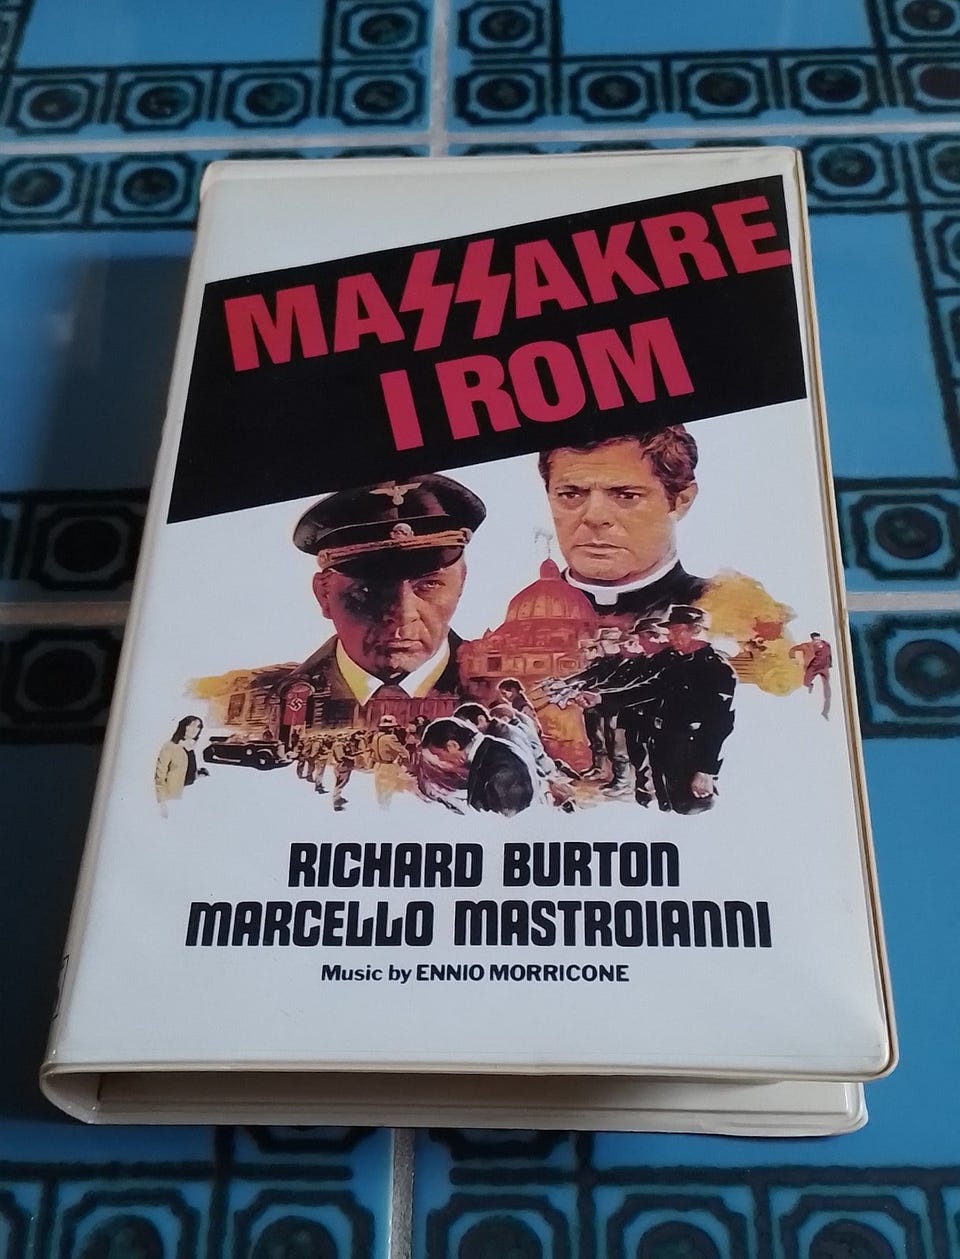 MASSAKRE
I ROM
RICHARD BURTON
MARCELLO MASTROIANNI
Music by ENNIO MORRICONE